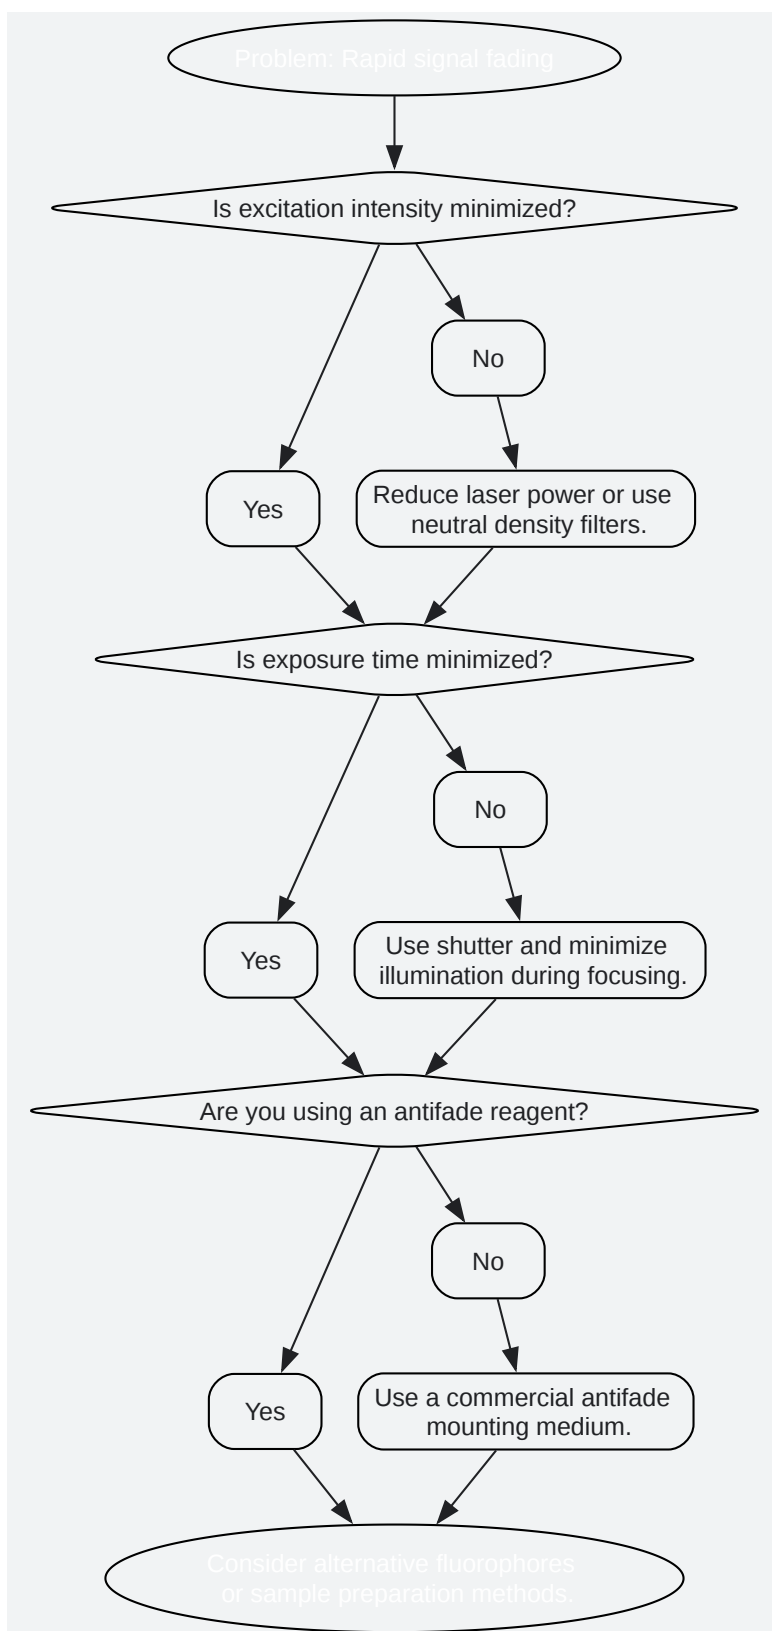 Problem: Rapid signal fading
Is excitation intensity minimized?
No
Yes
Reduce laser power or use
neutral density filters.
Is exposure time minimized?
No
Yes
Use shutter and minimize
illumination during focusing.
Are you using an antifade reagent?
No
Yes
Use a commercial antifade
mounting medium.
Consider alternative fluorophores
or sample preparation methods.